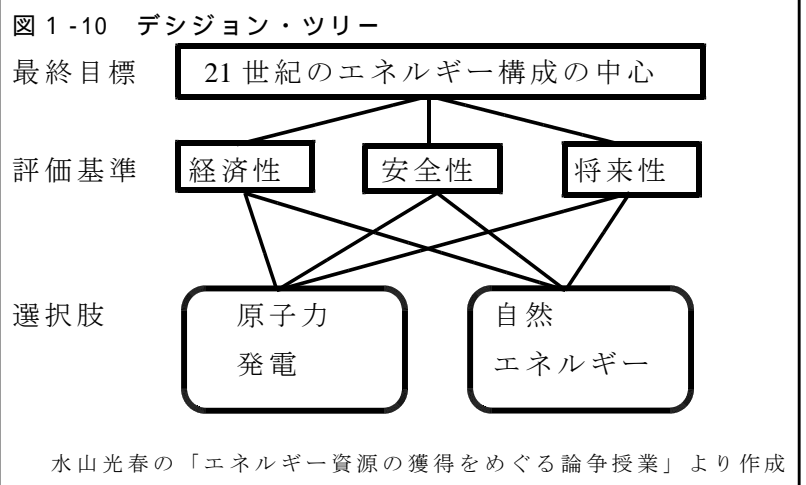 図1-10 デシジョン・ツリー
最終目標 21世紀のエネルギー構成の中心
評価基準 経済性 安全性 将来性
選択肢 原子力 自然
発電 エネルギー
水山光春の「エネルギー資源の獲得をめぐる論争授業」より作成